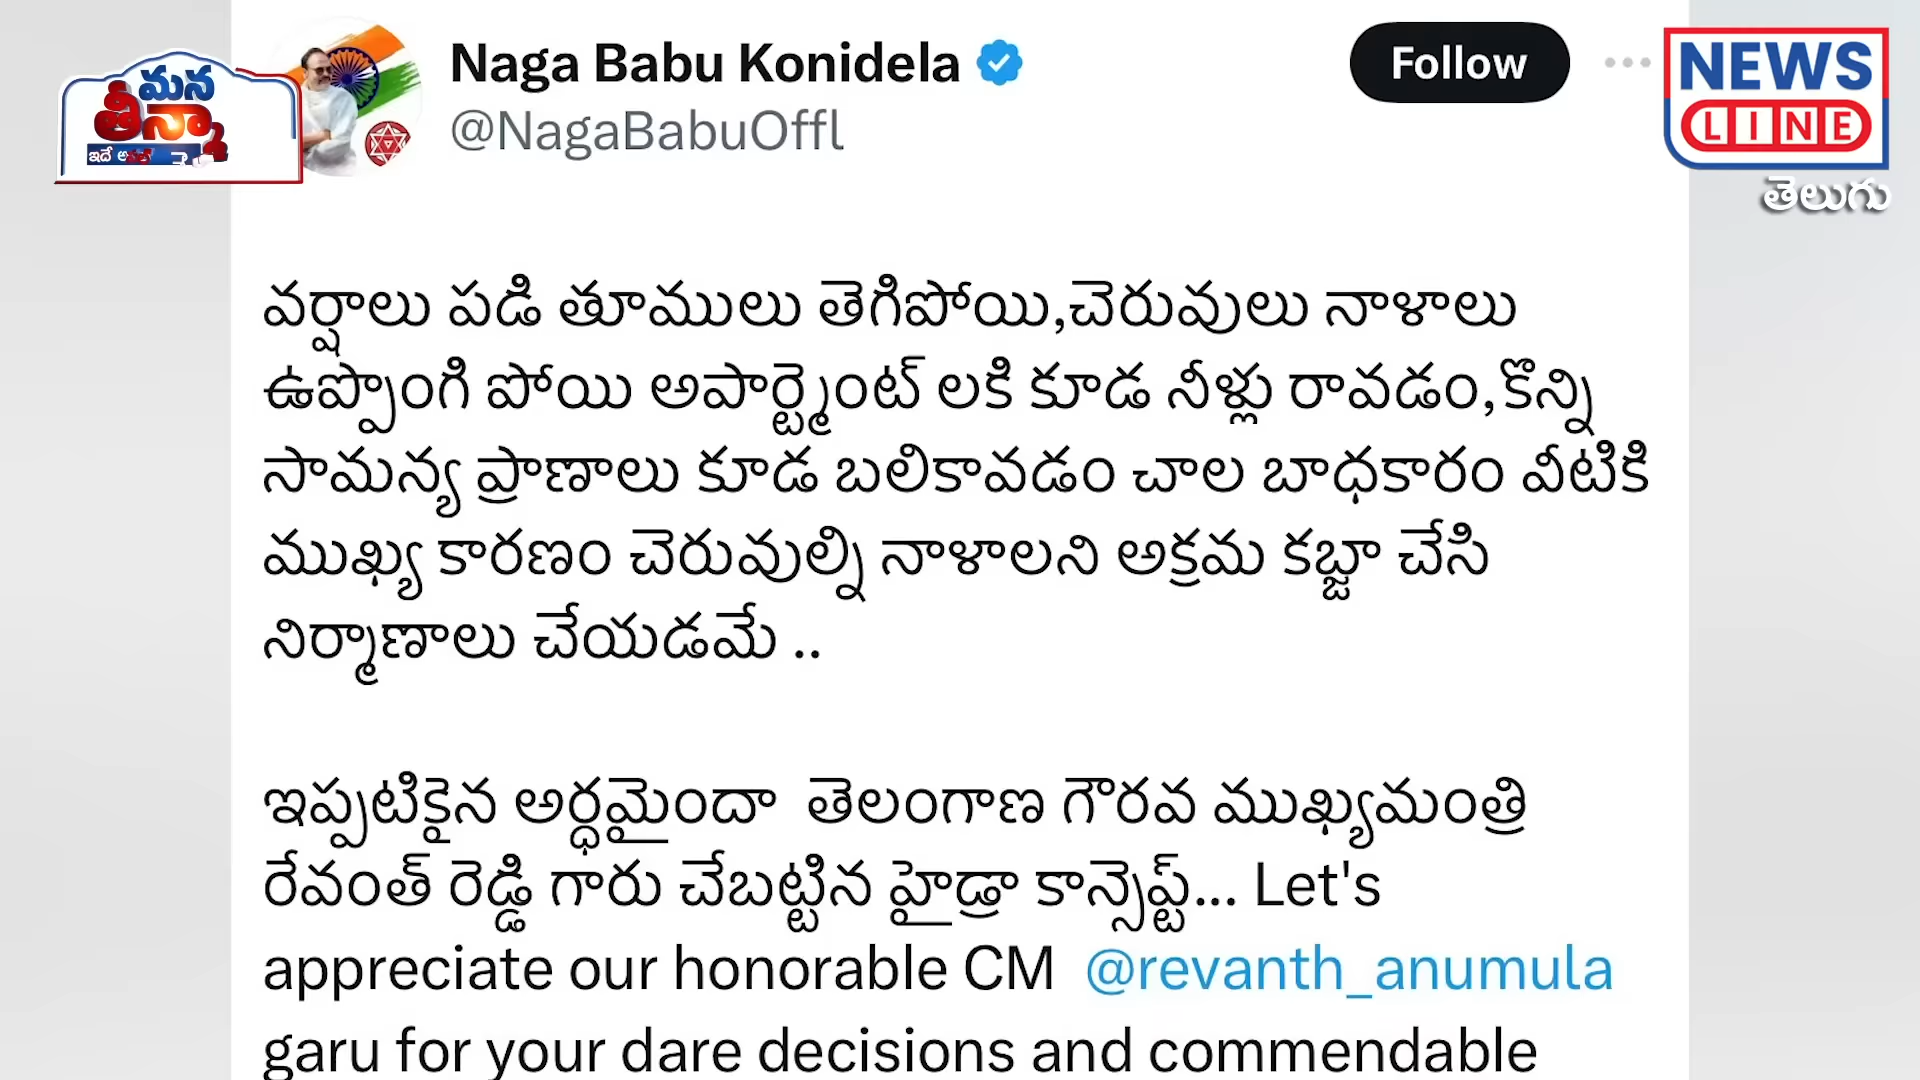 మన
తీన్మార్
ఇదే అసలైన
Naga Babu Konidela
@NagaBabuOffl
Follow
NEWS
LINE
తెలుగు
వర్షాలు పడి తూములు తెగిపోయి,చెరువులు నాళాలు
ఉప్పొంగి పోయి అపార్ట్మెంట్ లకి కూడ నీళ్లు రావడం,కొన్ని
సామన్య ప్రాణాలు కూడ బలికావడం చాల బాధకారం వీటికి
ముఖ్య కారణం చెరువుల్ని నాళాలని అక్రమ కబ్జా చేసి
నిర్మాణాలు చేయడమే ..
ఇప్పటికైన అర్ధమైందా తెలంగాణ గౌరవ ముఖ్యమంత్రి
రేవంత్ రెడ్డి గారు చేబట్టిన హైడ్రా కాన్సెప్ట్... Let's
appreciate our honorable CM @revanth_anumula
garu for your dare decisions and commendable